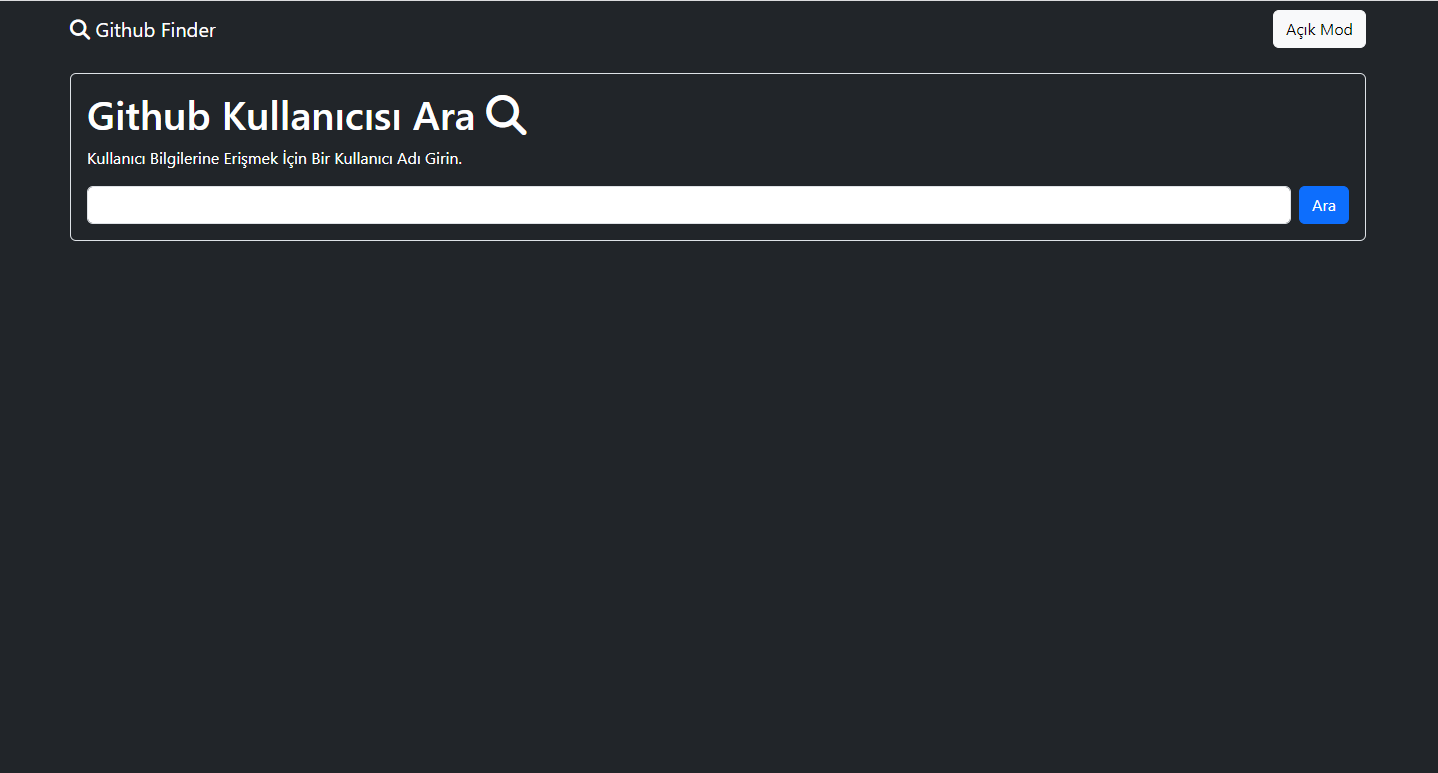 Github Finder
Açık Mod
Github Kullanıcısı Ara
Kullanıcı Bilgilerine Erişmek İçin Bir Kullanıcı Adı Girin.
Ara